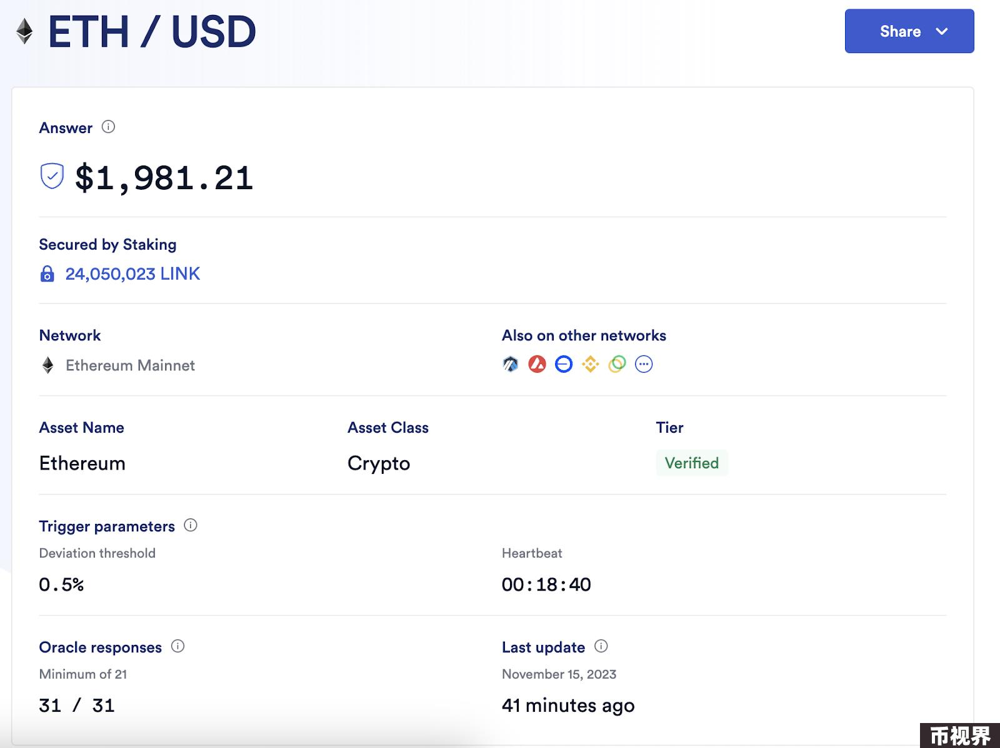 ETH / USD
Share
Answer
$1,981.21
Secured by Staking
24,050,023 LINK
Network
Also on other networks
Ethereum Mainnet
Asset Name
Asset Class
Tier
Ethereum
Crypto
Verified
Trigger parameters
Deviation threshold
Heartbeat
0.5%
00:18:40
Oracle responses
Last update
Minimum of 21
November 15, 2023
31 / 31
41 minutes ago
币视界